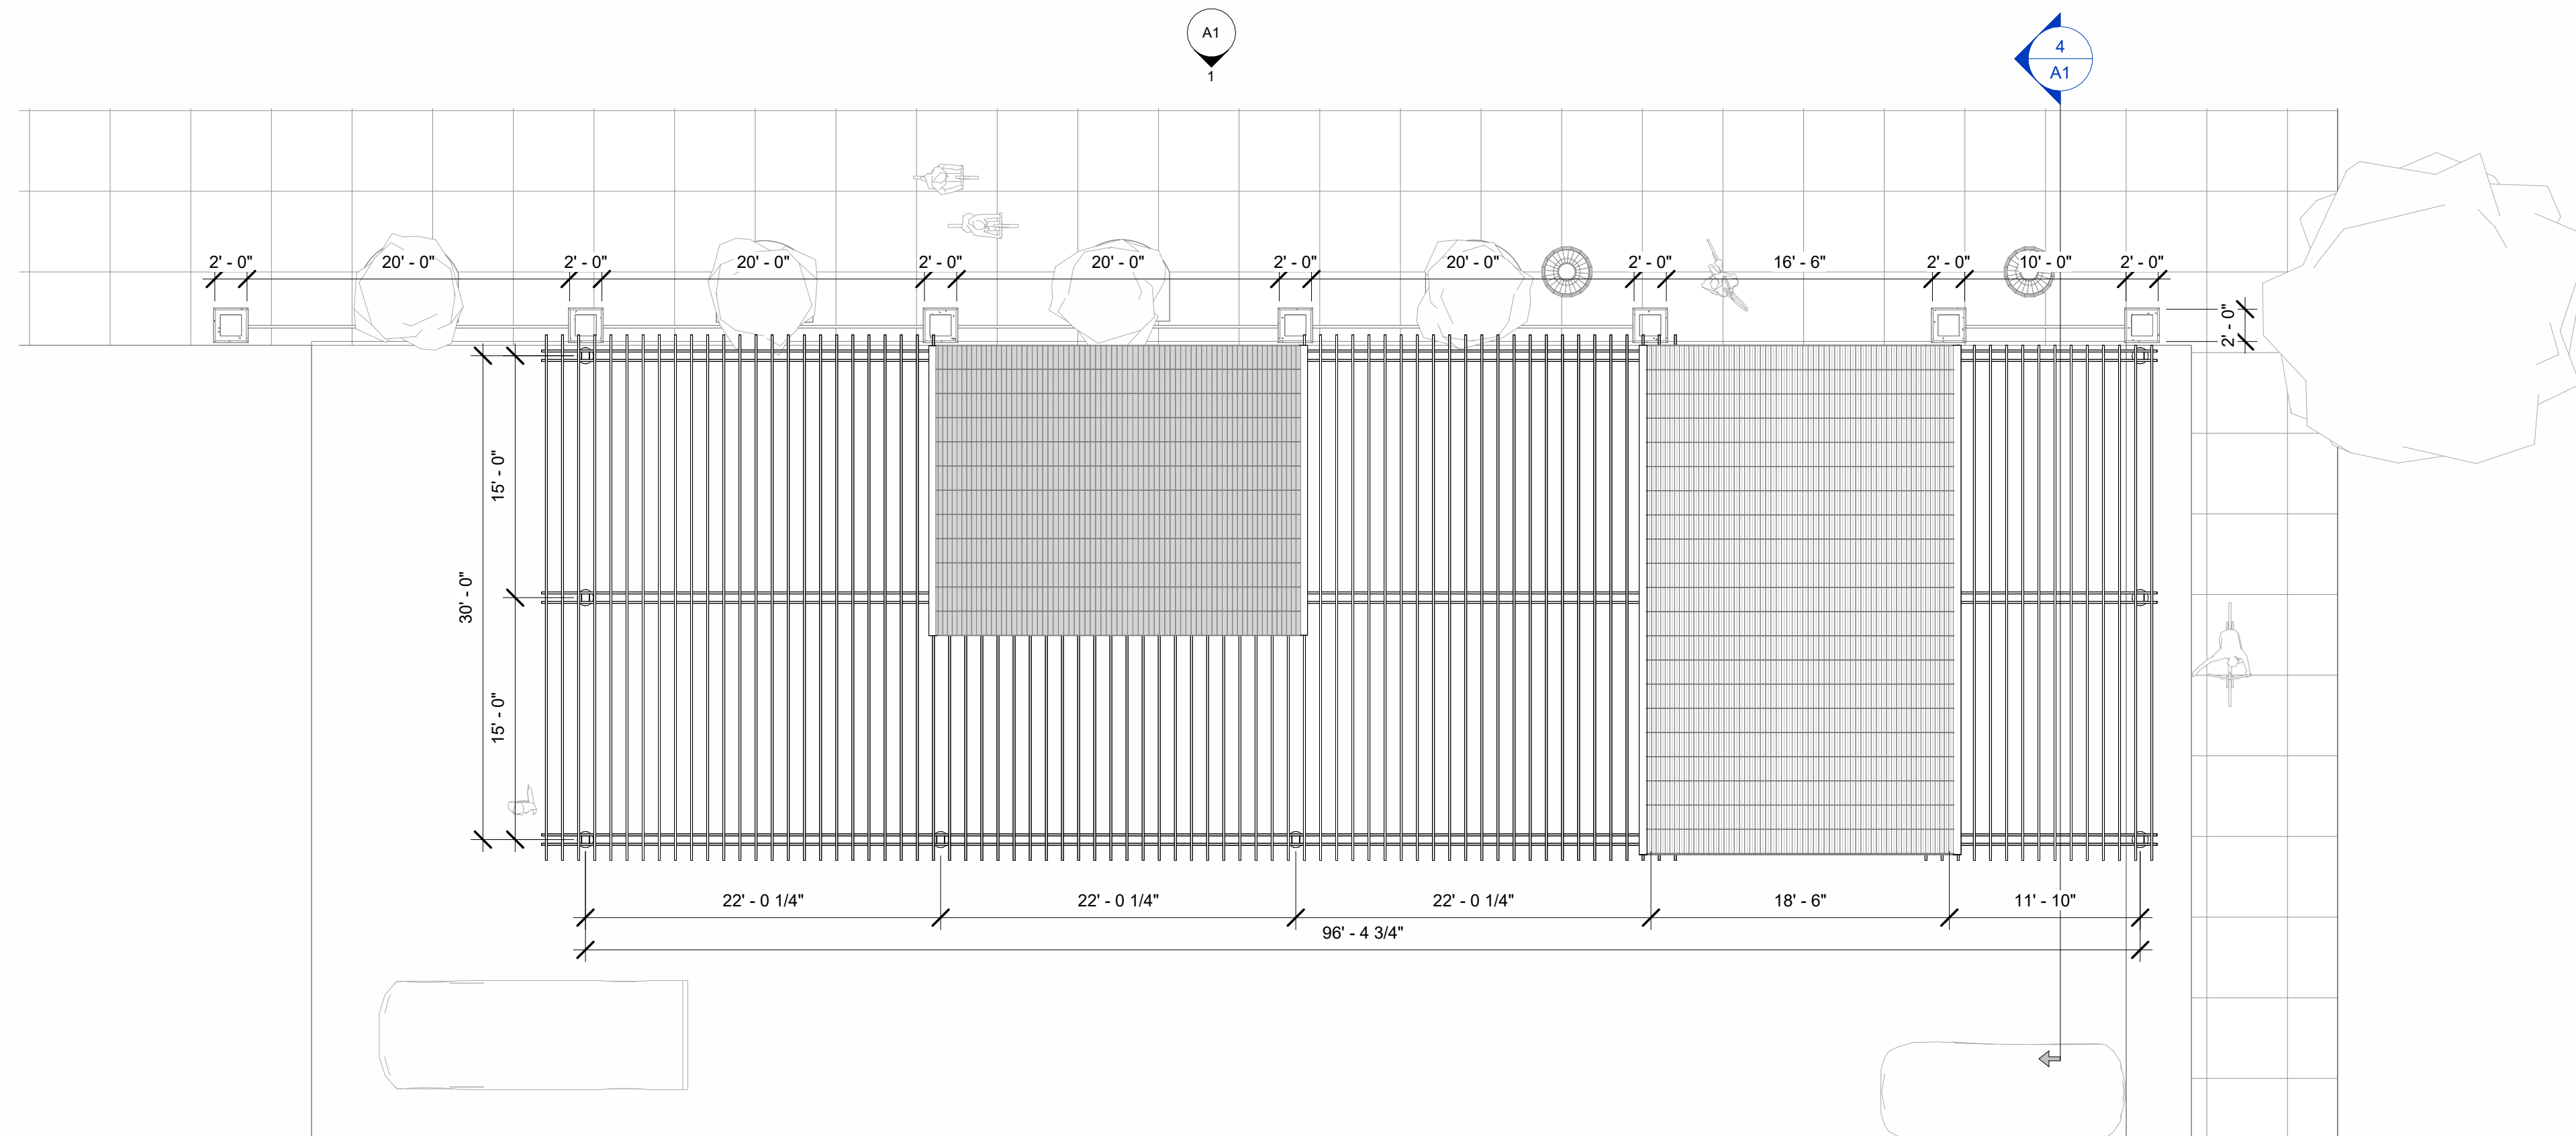 A1
1
4
A1
2' - 0"
20' - 0"
2' - 0"
20' - 0"
2' - 0"
20' - 0"
2' - 0"
20' - 0"
2' - 0"
16' - 6"
2' - 0"
10' - 0"
2' - 0"
2' - 0"
15' - 0"
30' - 0"
15' - 0"
22' - 0 1/4"
22' - 0 1/4"
22' - 0 1/4"
18' - 6"
11' - 10"
96' - 4 3/4"